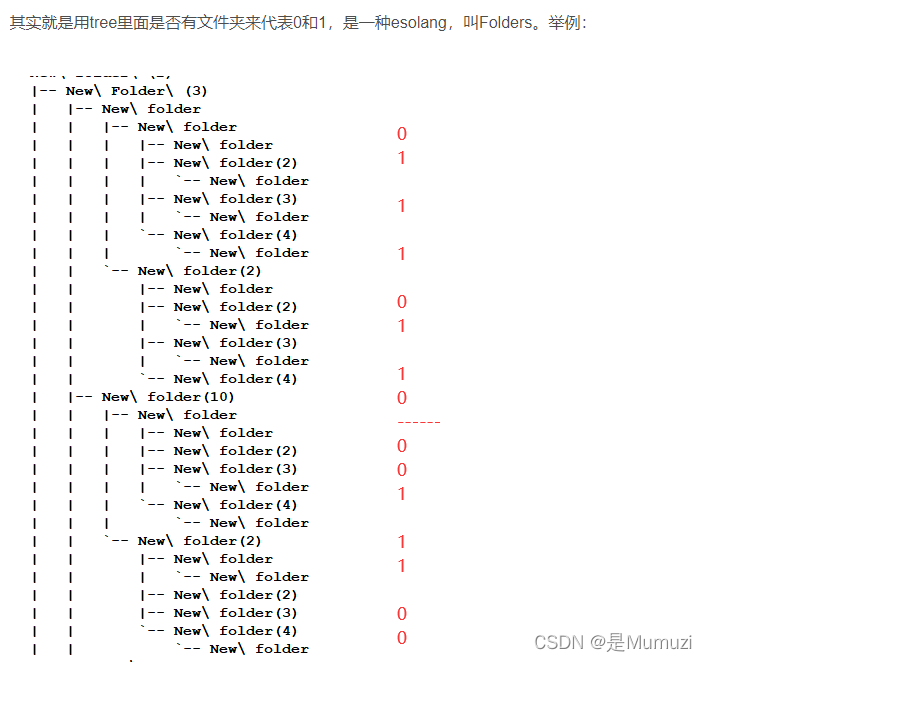 其实就是用tree里面是否有文件夹来代表0和1，是一种esolang，叫Folders。举例：
|-- New\ Folder\ (3)
|   |-- New\ folder
|   |   |-- New\ folder
|   |   |   |-- New\ folder 0
|   |   |   |-- New\ folder(2) 1
|   |   |   |   `-- New\ folder
|   |   |   |-- New\ folder(3) 1
|   |   |   |   `-- New\ folder
|   |   |   `-- New\ folder(4)
|   |   |       `-- New\ folder 1
|   |   `-- New\ folder(2)
|   |       |-- New\ folder 0
|   |       |-- New\ folder(2)
|   |       |   `-- New\ folder 1
|   |       |-- New\ folder(3)
|   |       |   `-- New\ folder 1
|   |       `-- New\ folder(4)
|   |-- New\ folder(10) 0
|   |   |-- New\ folder ------
|   |   |   |-- New\ folder
|   |   |   |-- New\ folder(2) 0
|   |   |   |-- New\ folder(3) 0
|   |   |   |   `-- New\ folder 1
|   |   |   `-- New\ folder(4)
|   |   |       `-- New\ folder
|   |   `-- New\ folder(2) 1
|   |       |-- New\ folder 1
|   |       |   `-- New\ folder
|   |       |-- New\ folder(2)
|   |       |-- New\ folder(3) 0
|   |       `-- New\ folder(4) 0
|   |           `-- New\ folder
CSDN @是Mumuzi